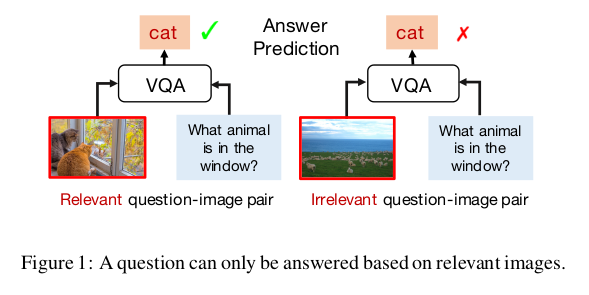 cat ✓ Answer Prediction cat ✗
VQA VQA
What animal is in the window?
What animal is in the window?
Relevant question-image pair
Irrelevant question-image pair
Figure 1: A question can only be answered based on relevant images.